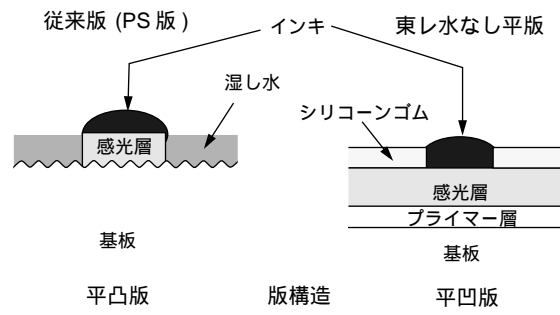 従来版 (PS 版 )
インキ
東レ水なし平版
湿し水
シリコーンゴム
感光層
感光層
プライマー層
基板
基板
平凸版
版構造
平凹版